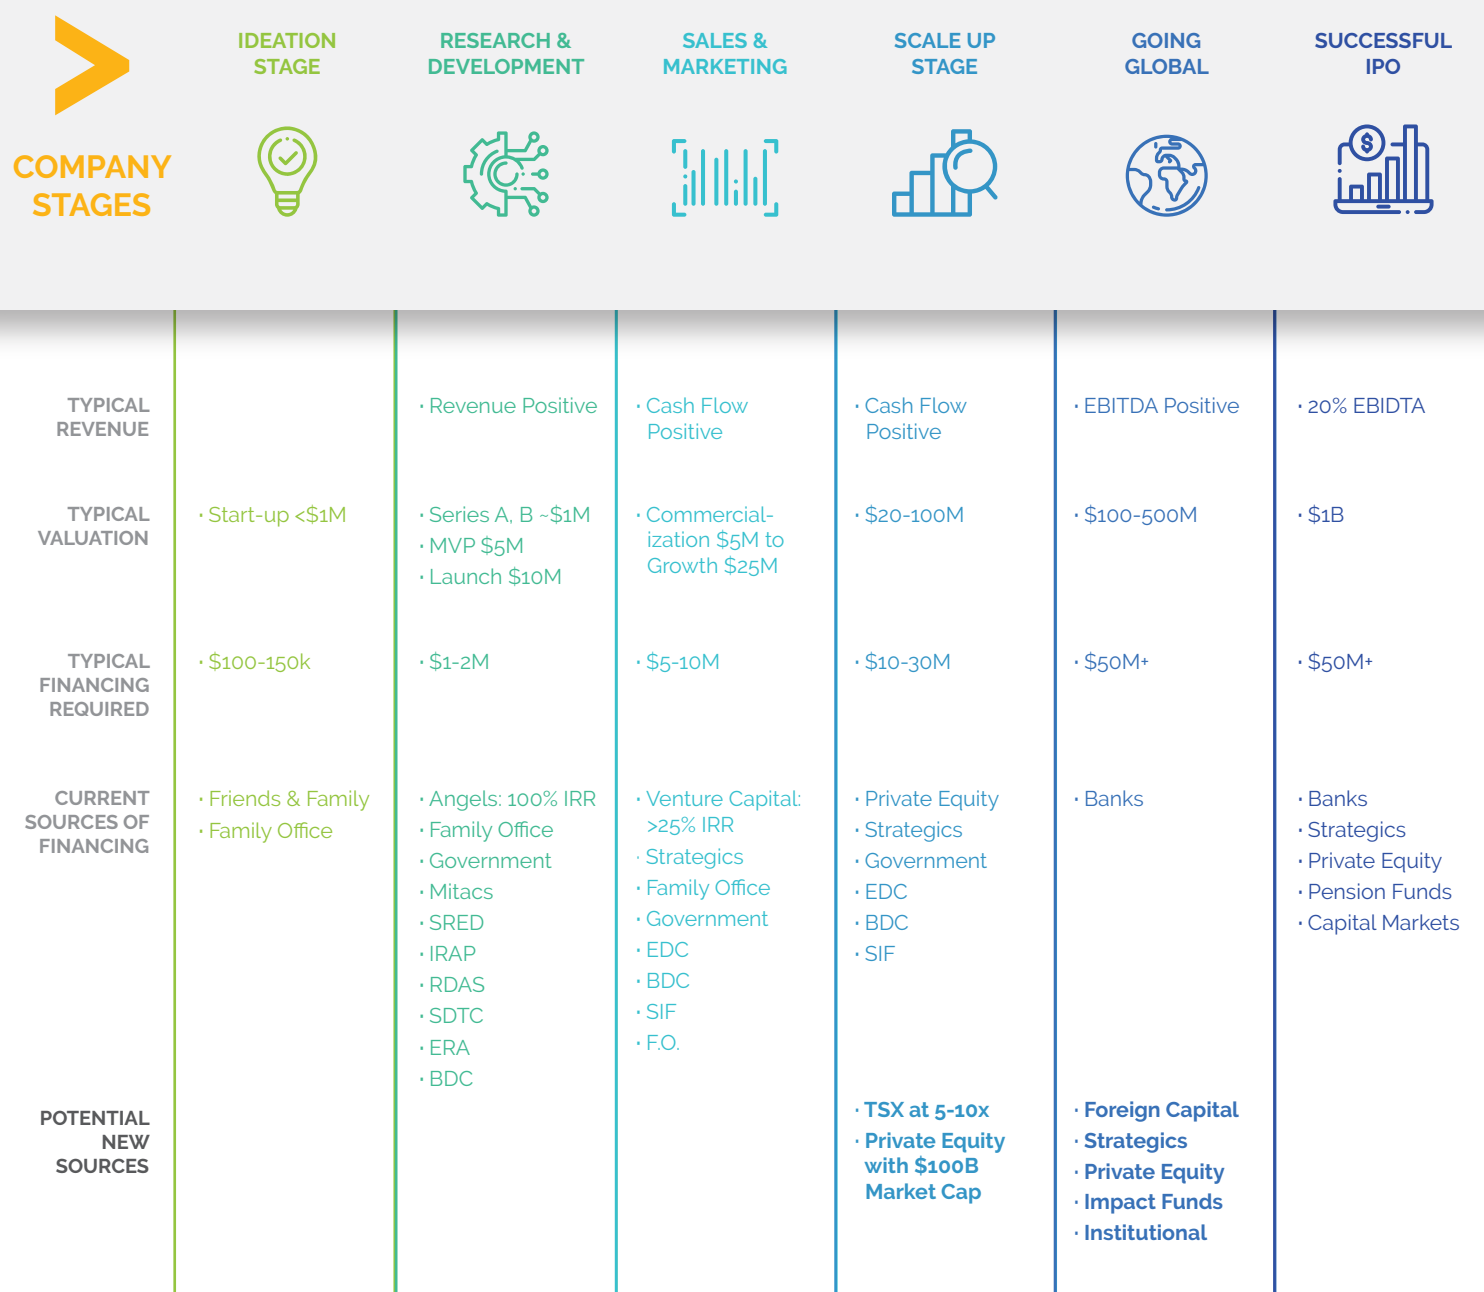 COMPANY
STAGES
IDEATION
STAGE
RESEARCH &
DEVELOPMENT
SALES &
MARKETING
SCALE UP
STAGE
GOING
GLOBAL
SUCCESSFUL
IPO
$
TYPICAL
REVENUE
· Revenue Positive
· Cash Flow
Positive
· Cash Flow
Positive
· EBITDA Positive
· 20% EBIDTA
TYPICAL
VALUATION
· Start-up <$1M
· Series A, B ~$1M
· MVP $5M
· Launch $10M
· Commercial-
ization $5M to
Growth $25M
· $20-100M
· $100-500M
· $1B
TYPICAL
FINANCING
REQUIRED
· $100-150k
· $1-2M
· $5-10M
· $10-30M
· $50M+
· $50M+
CURRENT
SOURCES OF
FINANCING
· Friends & Family
· Family Office
· Angels: 100% IRR
· Family Office
· Government
· Mitacs
· SRED
· IRAP
· RDAS
· SDTC
· ERA
· BDC
· Venture Capital:
>25% IRR
· Strategics
· Family Office
· Government
· EDC
· BDC
· SIF
· F.O.
· Private Equity
· Strategics
· Government
· EDC
· BDC
· SIF
· Banks
· Banks
· Strategics
· Private Equity
· Pension Funds
· Capital Markets
POTENTIAL
NEW
SOURCES
· TSX at 5-10x
· Private Equity
with $100B
Market Cap
· Foreign Capital
· Strategics
· Private Equity
· Impact Funds
· Institutional